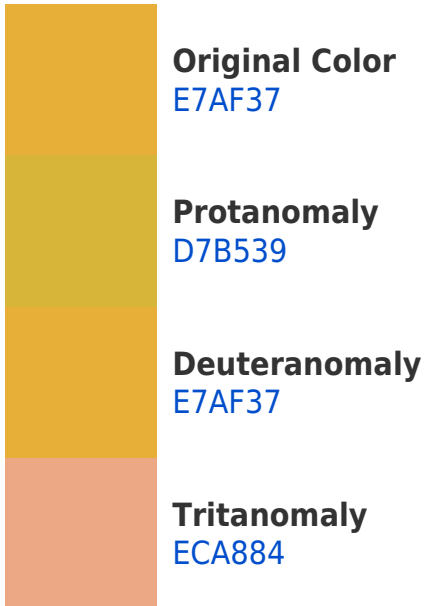 Original Color
E7AF37
Protanomaly
D7B539
Deuteranomaly
E7AF37
Tritanomaly
ECA884